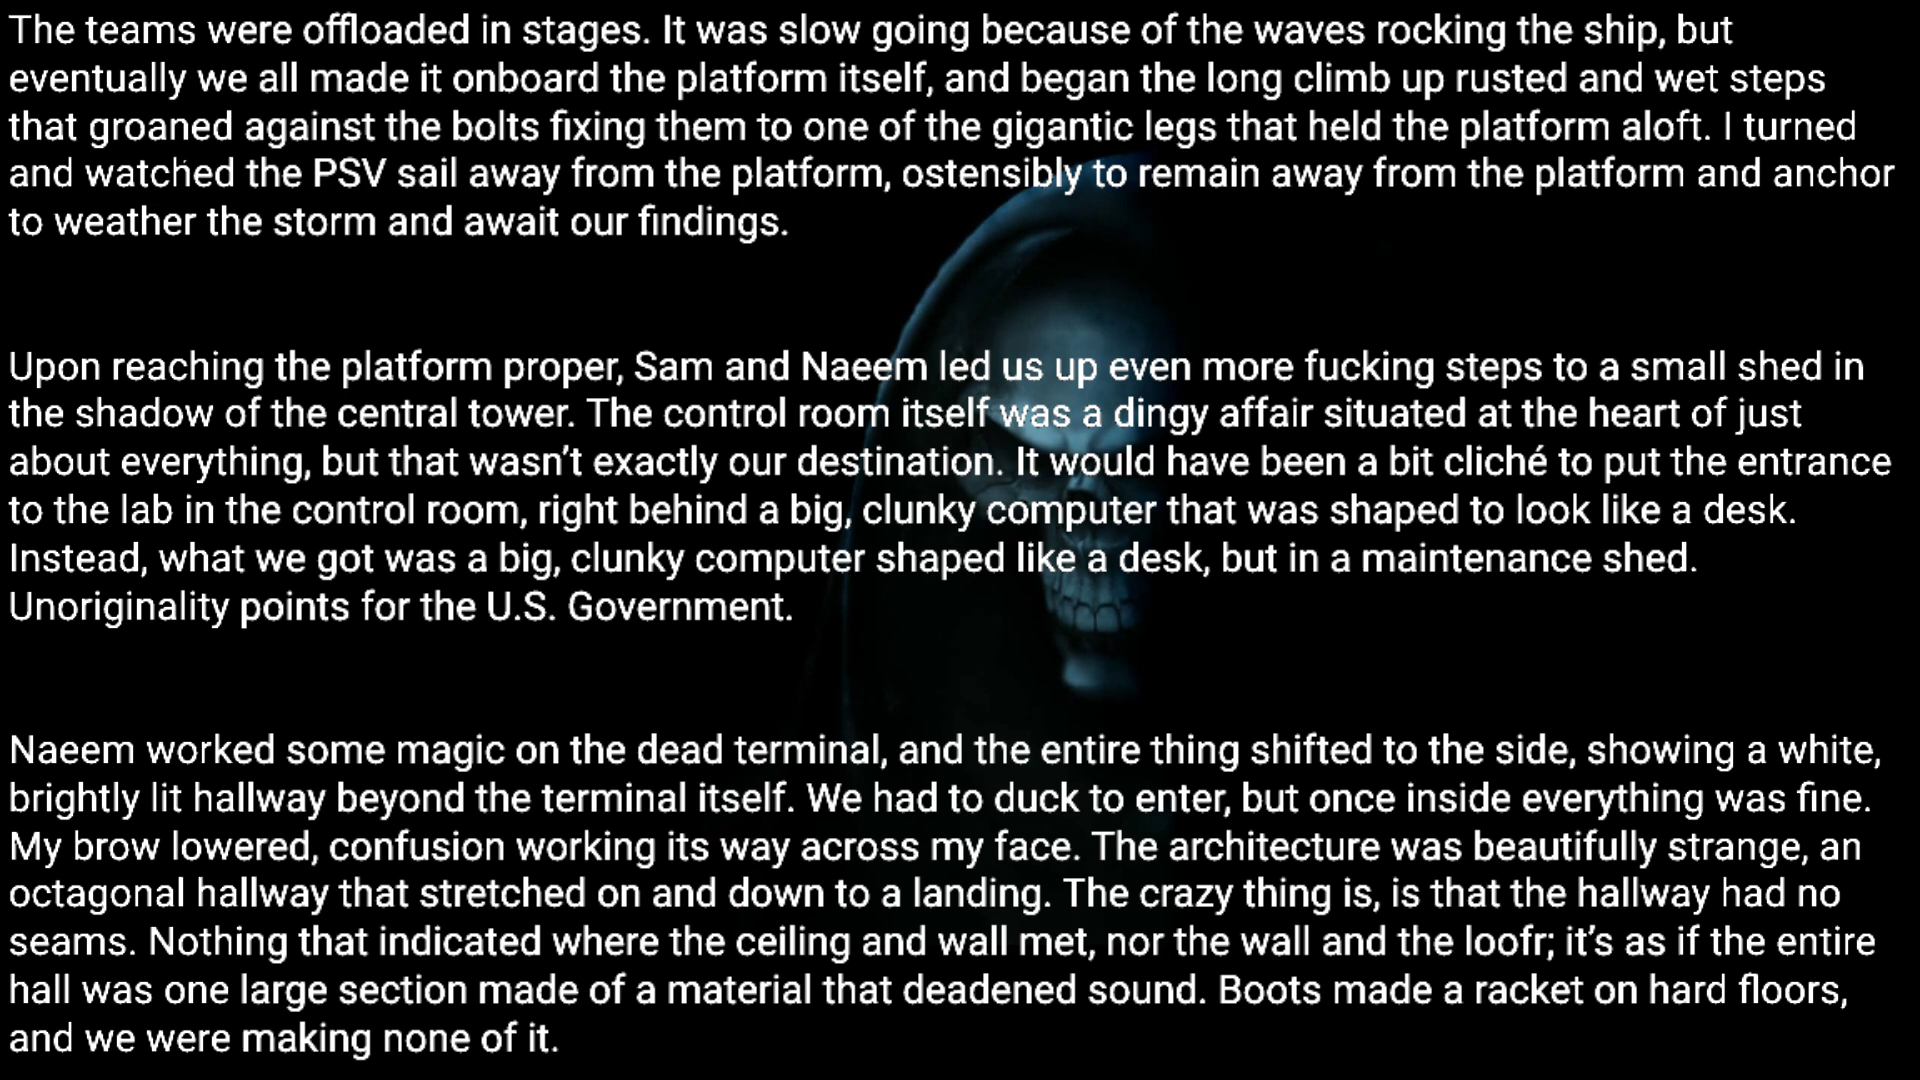 The teams were offloaded in stages. It was slow going because of the waves rocking the ship, but
eventually we all made it onboard the platform itself, and began the long climb up rusted and wet steps
that groaned against the bolts fixing them to one of the gigantic legs that held the platform aloft. I turned
and watched the PSV sail away from the platform, ostensibly to remain away from the platform and anchor
to weather the storm and await our findings.
Upon reaching the platform proper, Sam and Naeem led us up even more fucking steps to a small shed in
the shadow of the central tower. The control room itself was a dingy affair situated at the heart of just
about everything, but that wasn’t exactly our destination. It would have been a bit cliché to put the entrance
to the lab in the control room, right behind a big, clunky computer that was shaped to look like a desk.
Instead, what we got was a big, clunky computer shaped like a desk, but in a maintenance shed.
Unoriginality points for the U.S. Government.
Naeem worked some magic on the dead terminal, and the entire thing shifted to the side, showing a white,
brightly lit hallway beyond the terminal itself. We had to duck to enter, but once inside everything was fine.
My brow lowered, confusion working its way across my face. The architecture was beautifully strange, an
octagonal hallway that stretched on and down to a landing. The crazy thing is, is that the hallway had no
seams. Nothing that indicated where the ceiling and wall met, nor the wall and the loofr; it’s as if the entire
hall was one large section made of a material that deadened sound. Boots made a racket on hard floors,
and we were making none of it.